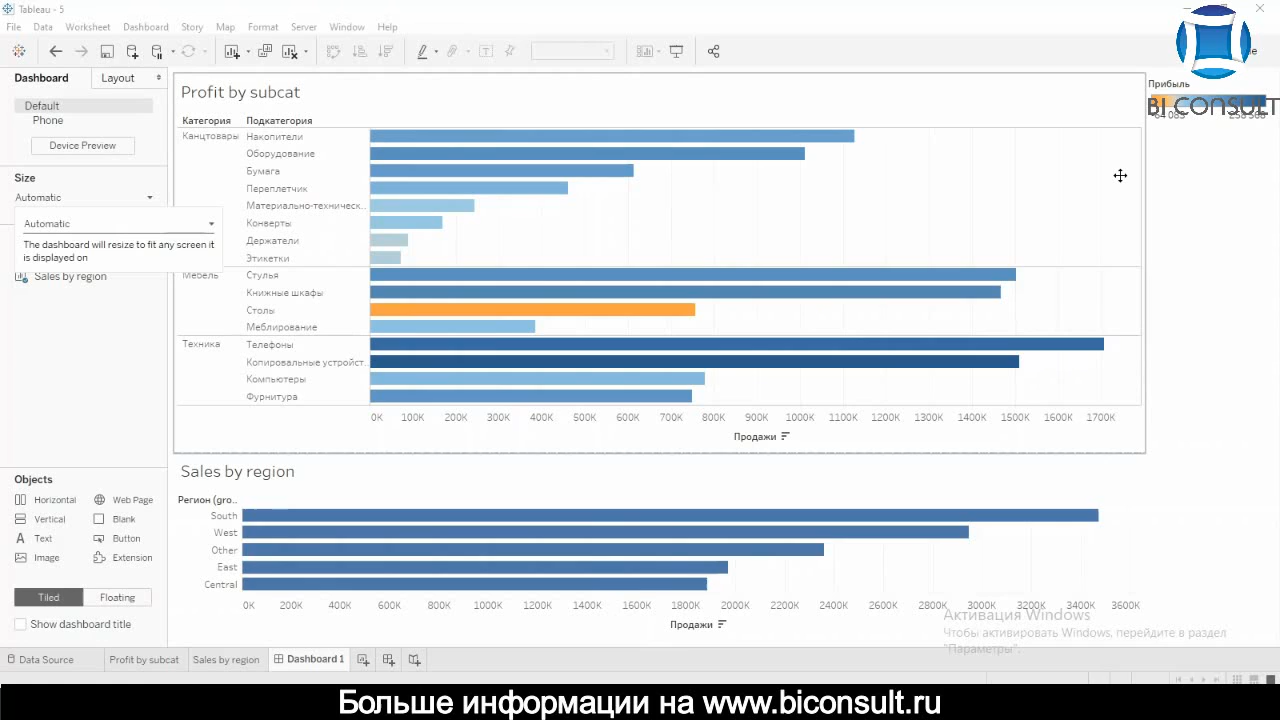 Tableau - 5
File Data Worksheet Dashboard Story Map Format Server Window Help
Dashboard Layout
Default
Phone
Device Preview
Size
Automatic
Automatic
The dashboard will resize to fit any screen it
is displayed on
Sales by region
Objects
Horizontal Web Page
Vertical Blank
Text Button
Image Extension
Tiled Floating
Show dashboard title
Profit by subcat
Категория Подкатегория
Канцтовары Накопители
Оборудование
Бумага
Переплетчик
Материально-техническ..
Конверты
Держатели
Этикетки
Мебель Стулья
Книжные шкафы
Столы
Меблирование
Техника Телефоны
Копировальные устройст..
Компьютеры
Фурнитура
0K 100K 200K 300K 400K 500K 600K 700K 800K 900K 1000K 1100K 1200K 1300K 1400K 1500K 1600K 1700K
Продажи
Sales by region
Регион (gro..
South
West
Other
East
Central
0K 200K 400K 600K 800K 1000K 1200K 1400K 1600K 1800K 2000K 2200K 2400K 2600K 2800K 3000K 3200K 3400K 3600K
Продажи
Прибыль
BI CONSULT
Активация Windows
Чтобы активировать Windows, перейдите в раздел
"Параметры".
Data Source Profit by subcat Sales by region Dashboard 1
Больше информации на www.biconsult.ru